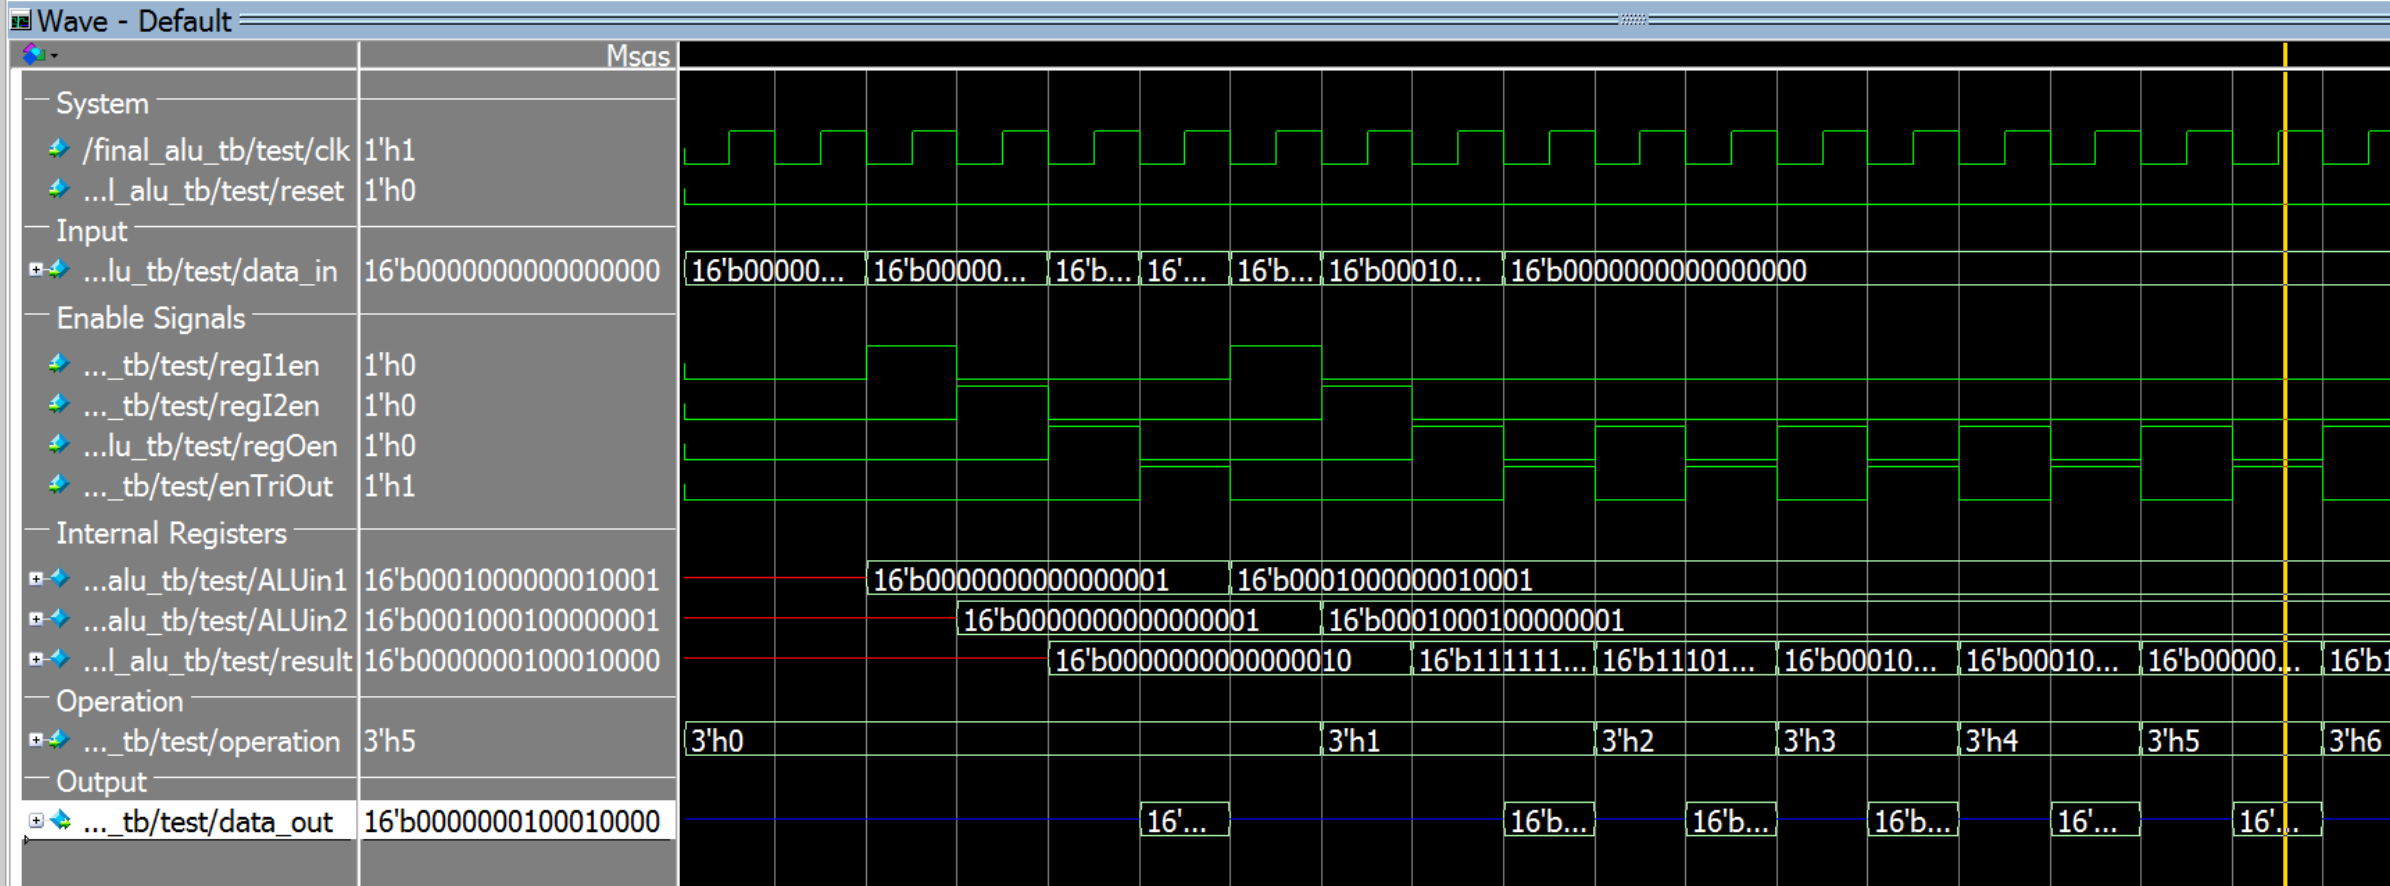 Wave - Default
Msgs
System
/final_alu_tb/test/clk 1'h1
...l_alu_tb/test/reset 1'h0
Input
...lu_tb/test/data_in 16'b0000000000000000 16'b00000... 16'b00000... 16'b... 16'... 16'b... 16'b00010... 16'b0000000000000000
Enable Signals
..._tb/test/regI1en 1'h0
..._tb/test/regI2en 1'h0
...lu_tb/test/regOen 1'h0
..._tb/test/enTriOut 1'h1
Internal Registers
...alu_tb/test/ALUin1 16'b0001000000010001 16'b0000000000000001 16'b0001000000010001
...alu_tb/test/ALUin2 16'b0001000100000001 16'b0000000000000001 16'b0001000100000001
...l_alu_tb/test/result 16'b0000000100010000 16'b0000000000000010 16'b111111... 16'b11101... 16'b00010... 16'b00010... 16'b00000... 16'b1
Operation
..._tb/test/operation 3'h5 3'h0 3'h1 3'h2 3'h3 3'h4 3'h5 3'h6
Output
..._tb/test/data_out 16'b0000000100010000 16'... 16'b... 16'b... 16'b... 16'... 16'...